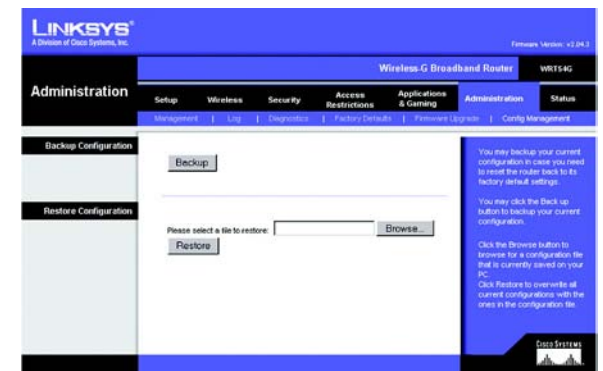 LINKSYS®
A Division of Cisco Systems, Inc.
Firmware Version: v2.04.3
Wireless-G Broadband Router WRT54G
Administration
Setup Wireless Security Access Restrictions Applications & Gaming Administration Status
Management | Log | Diagnostics | Factory Defaults | Firmware Upgrade | Config Management
Backup Configuration
Backup
You may backup your current
configuration in case you need
to reset the router back to its
factory default settings.
You may click the Back up
button to backup your current
configuration.
Restore Configuration
Please select a file to restore: Browse...
Restore
Click the Browse button to
browse for a configuration file
that is currently saved on your
PC.
Click Restore to overwrite all
current configurations with the
ones in the configuration file.
CISCO SYSTEMS